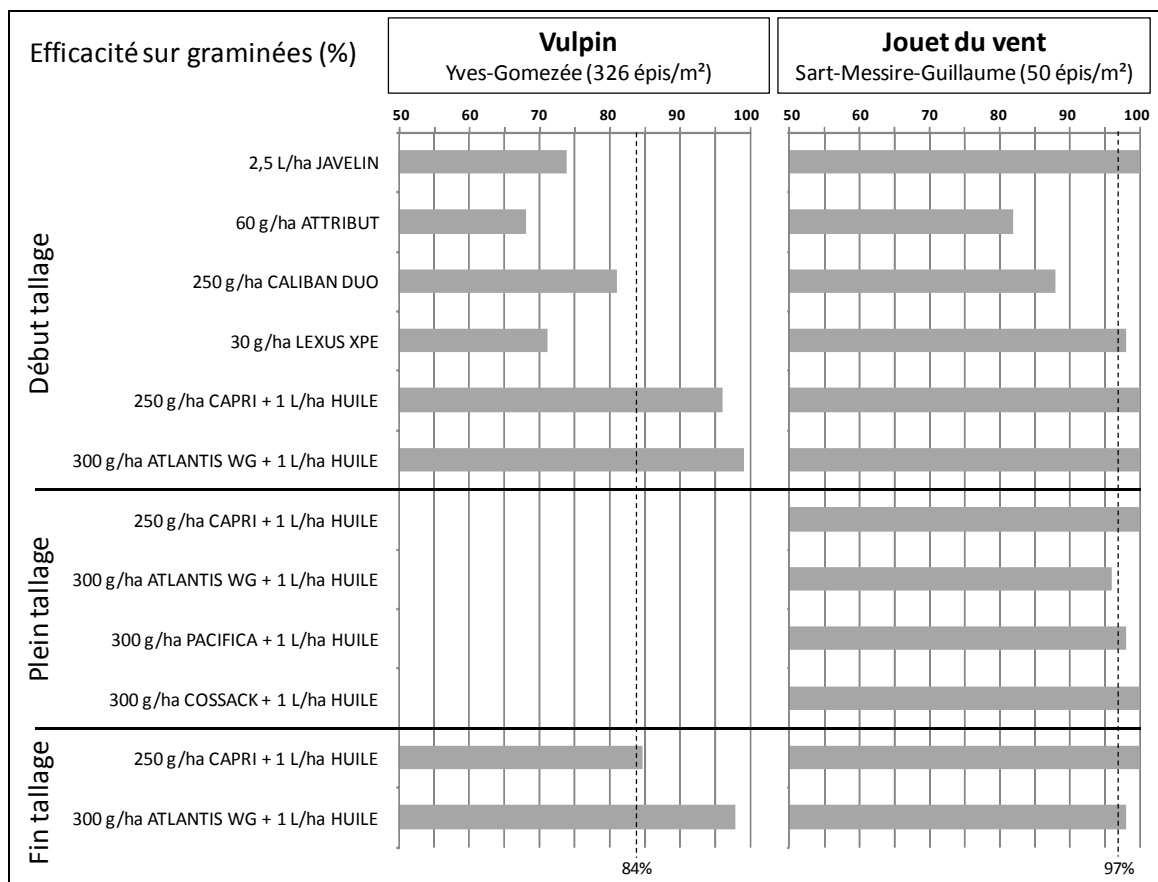 Efficacité sur graminées (%)
Vulpin
Yves-Gomezée (326 épis/m²)
Jouet du vent
Sart-Messire-Guillaume (50 épis/m²)
50 60 70 80 90 100
50 60 70 80 90 100
Début tallage
2,5 L/ha JAVELIN
60 g/ha ATTRIBUT
250 g/ha CALIBAN DUO
30 g/ha LEXUS XPE
250 g/ha CAPRI + 1 L/ha HUILE
300 g/ha ATLANTIS WG + 1 L/ha HUILE
Plein tallage
250 g/ha CAPRI + 1 L/ha HUILE
300 g/ha ATLANTIS WG + 1 L/ha HUILE
300 g/ha PACIFICA + 1 L/ha HUILE
300 g/ha COSSACK + 1 L/ha HUILE
Fin tallage
250 g/ha CAPRI + 1 L/ha HUILE
300 g/ha ATLANTIS WG + 1 L/ha HUILE
84%
97%